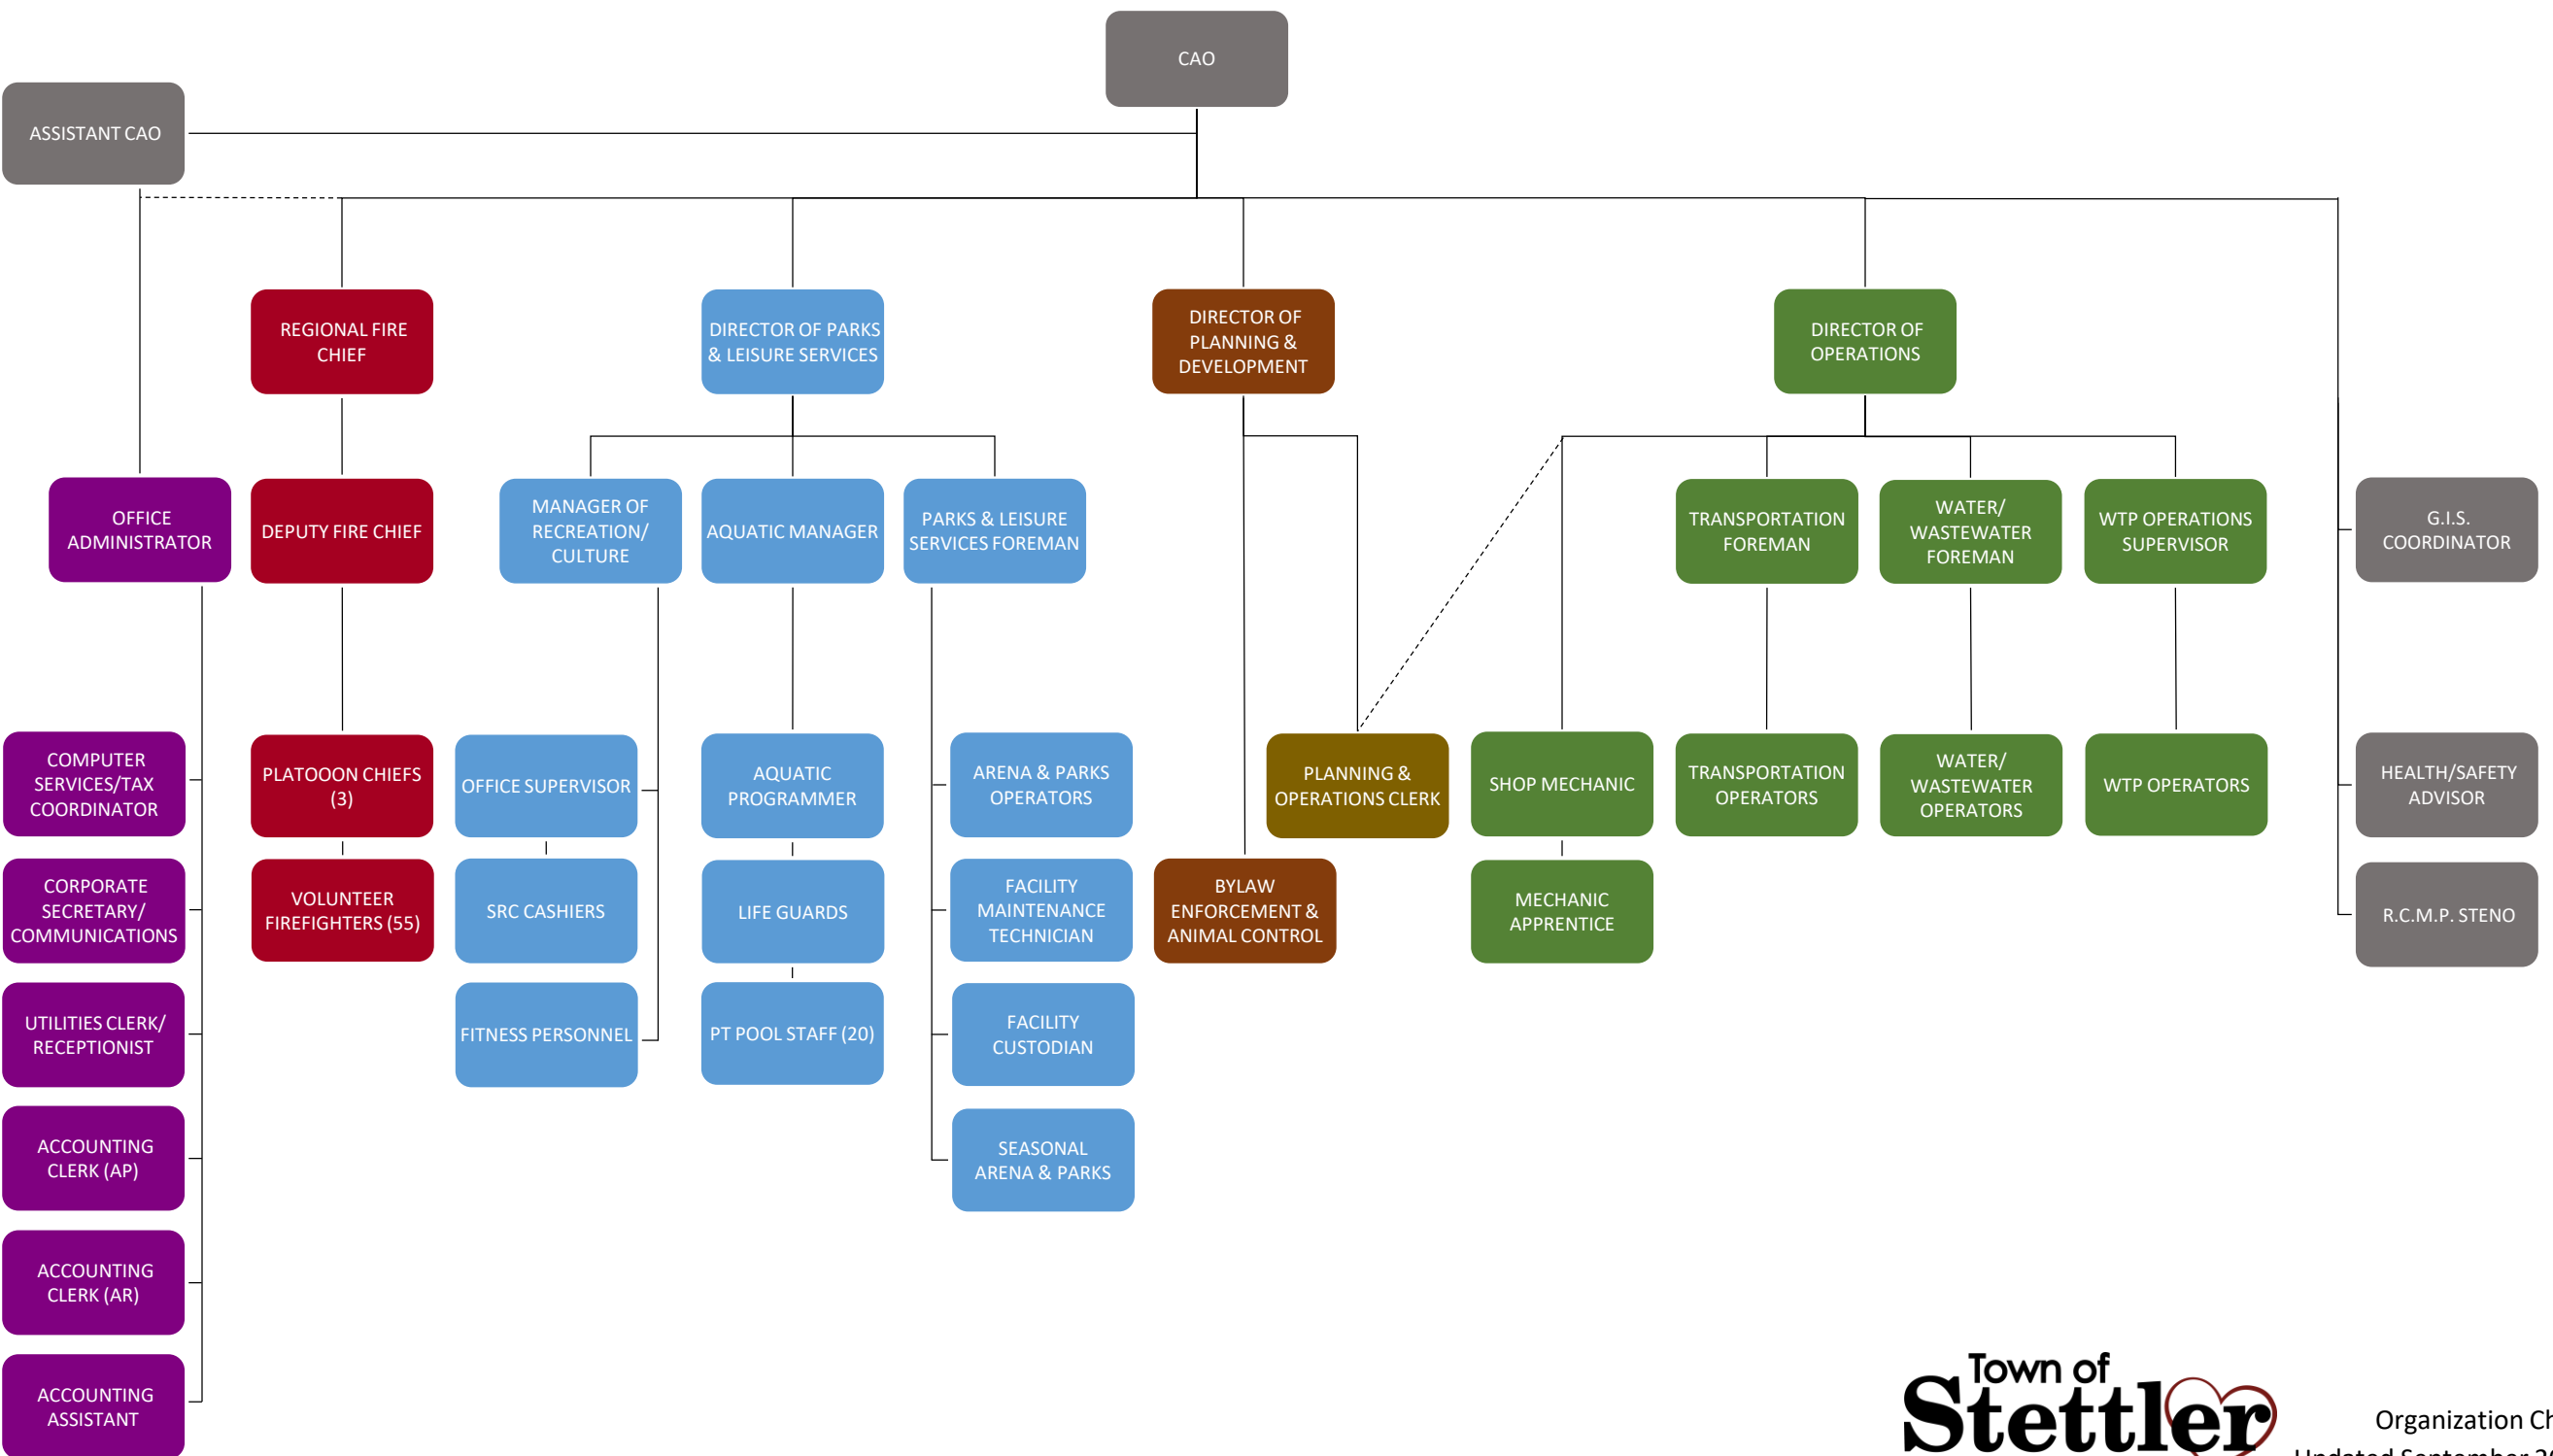 CAO
ASSISTANT CAO
REGIONAL FIRE
CHIEF
DIRECTOR OF PARKS
& LEISURE SERVICES
DIRECTOR OF
PLANNING &
DEVELOPMENT
DIRECTOR OF
OPERATIONS
OFFICE
ADMINISTRATOR
DEPUTY FIRE CHIEF
MANAGER OF
RECREATION/
CULTURE
AQUATIC MANAGER
PARKS & LEISURE
SERVICES FOREMAN
TRANSPORTATION
FOREMAN
WATER/
WASTEWATER
FOREMAN
WTP OPERATIONS
SUPERVISOR
G.I.S.
COORDINATOR
COMPUTER
SERVICES/TAX
COORDINATOR
PLATOOON CHIEFS
(3)
OFFICE SUPERVISOR
AQUATIC
PROGRAMMER
ARENA & PARKS
OPERATORS
PLANNING &
OPERATIONS CLERK
SHOP MECHANIC
TRANSPORTATION
OPERATORS
WATER/
WASTEWATER
OPERATORS
WTP OPERATORS
HEALTH/SAFETY
ADVISOR
CORPORATE
SECRETARY/
COMMUNICATIONS
VOLUNTEER
FIREFIGHTERS (55)
SRC CASHIERS
LIFE GUARDS
FACILITY
MAINTENANCE
TECHNICIAN
BYLAW
ENFORCEMENT &
ANIMAL CONTROL
MECHANIC
APPRENTICE
R.C.M.P. STENO
UTILITIES CLERK/
RECEPTIONIST
FITNESS PERSONNEL
PT POOL STAFF (20)
FACILITY
CUSTODIAN
ACCOUNTING
CLERK (AP)
SEASONAL
ARENA & PARKS
ACCOUNTING
CLERK (AR)
ACCOUNTING
ASSISTANT
Town of
Stettler
Organization
Updated September